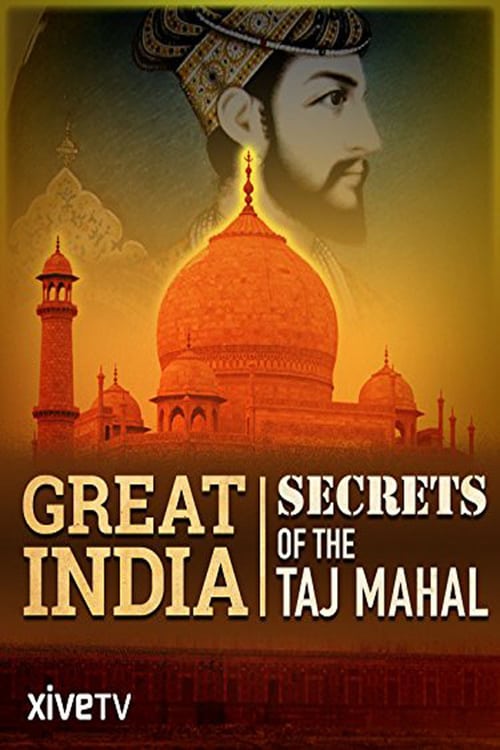 GREAT
INDIA
SECRETS
OF THE
TAJ MAHAL
XIVETV